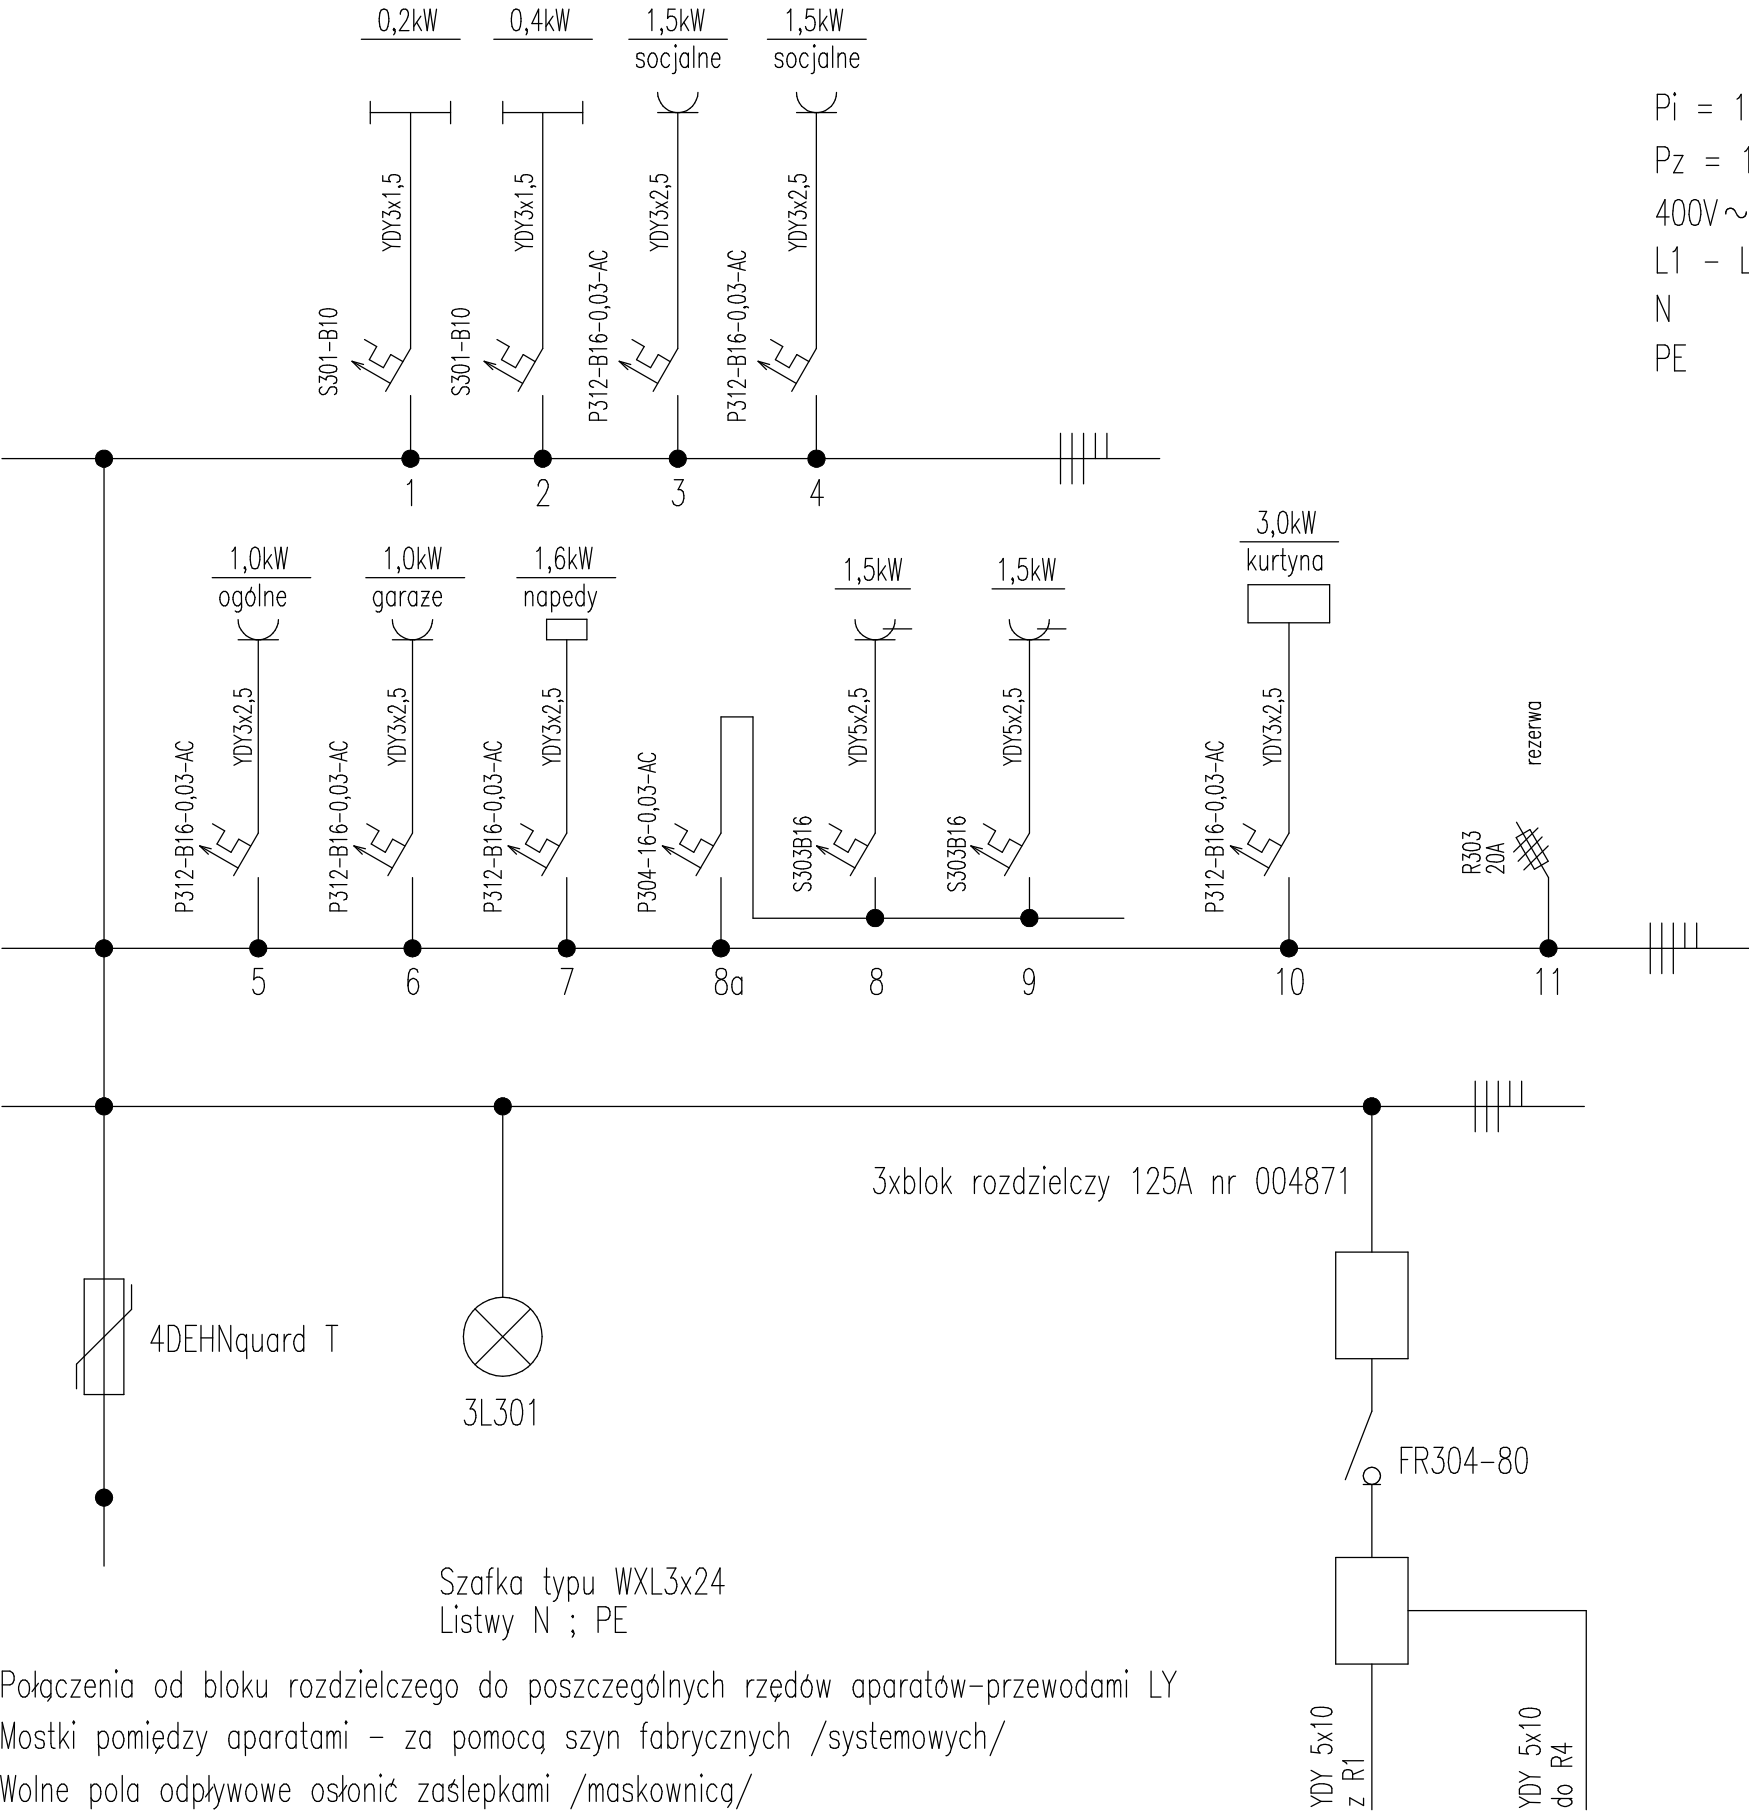 0,2kW
0,4kW
1,5kW
socjalne
1,5kW
socjalne
Pi = 1
Pz = 1
400V~
L1 - L
N
PE
YDY3x1,5
YDY3x1,5
YDY3x2,5
YDY3x2,5
S301-B10
S301-B10
P312-B16-0,03-AC
P312-B16-0,03-AC
1
2
3
4
1,0kW
ogólne
1,0kW
garaże
1,6kW
napedy
1,5kW
1,5kW
3,0kW
kurtyna
YDY3x2,5
YDY3x2,5
YDY3x2,5
YDY5x2,5
YDY5x2,5
YDY3x2,5
rezerwa
P312-B16-0,03-AC
P312-B16-0,03-AC
P312-B16-0,03-AC
P304-16-0,03-AC
S303B16
S303B16
P312-B16-0,03-AC
R303
20A
5
6
7
8a
8
9
10
11
3xblok rozdzielczy 125A nr 004871
4DEHNquard T
3L301
FR304-80
Szafka typu WXL3x24
Listwy N ; PE
Połączenia od bloku rozdzielczego do poszczególnych rzędów aparatów-przewodami LY
Mostki pomiędzy aparatami - za pomocą szyn fabrycznych /systemowych/
Wolne pola odpływowe osłonić zaślepkami /maskownicą/
YDY 5x10
z R1
YDY 5x10
do R4